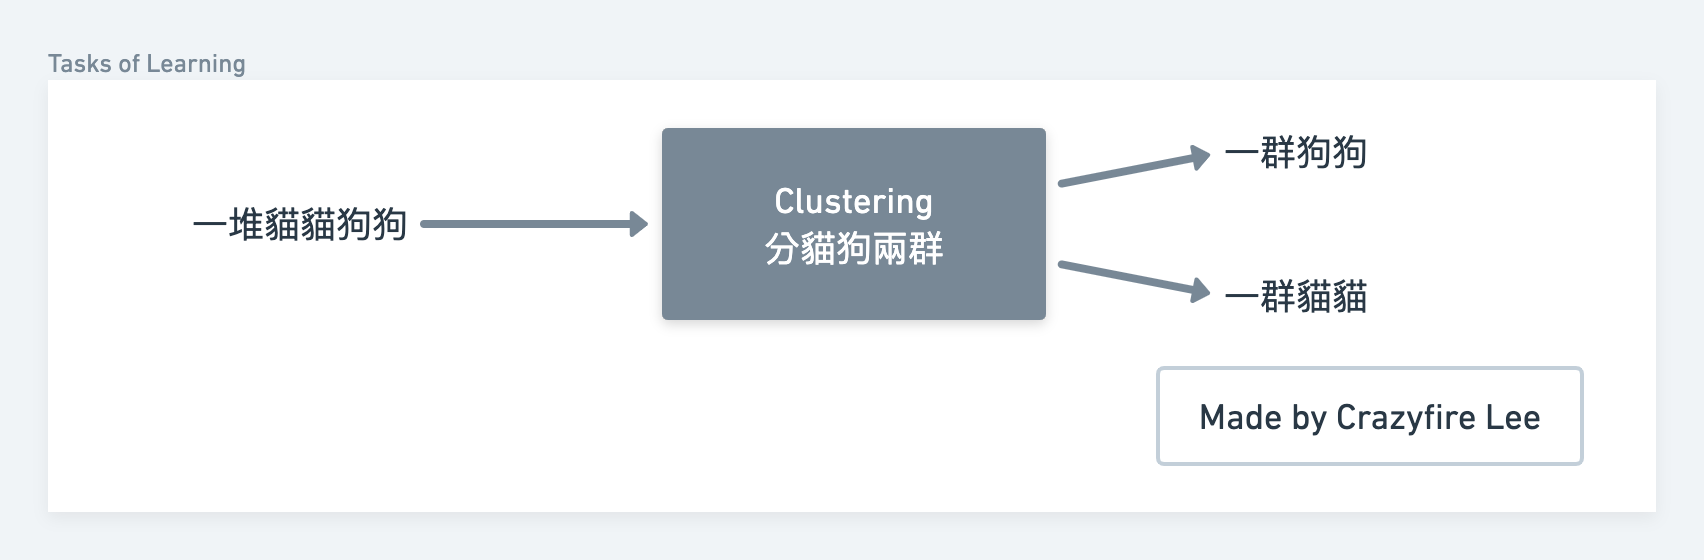 Tasks of Learning
一堆貓貓狗狗
Clustering
分貓狗兩群
一群狗狗
一群貓貓
Made by Crazyfire Lee